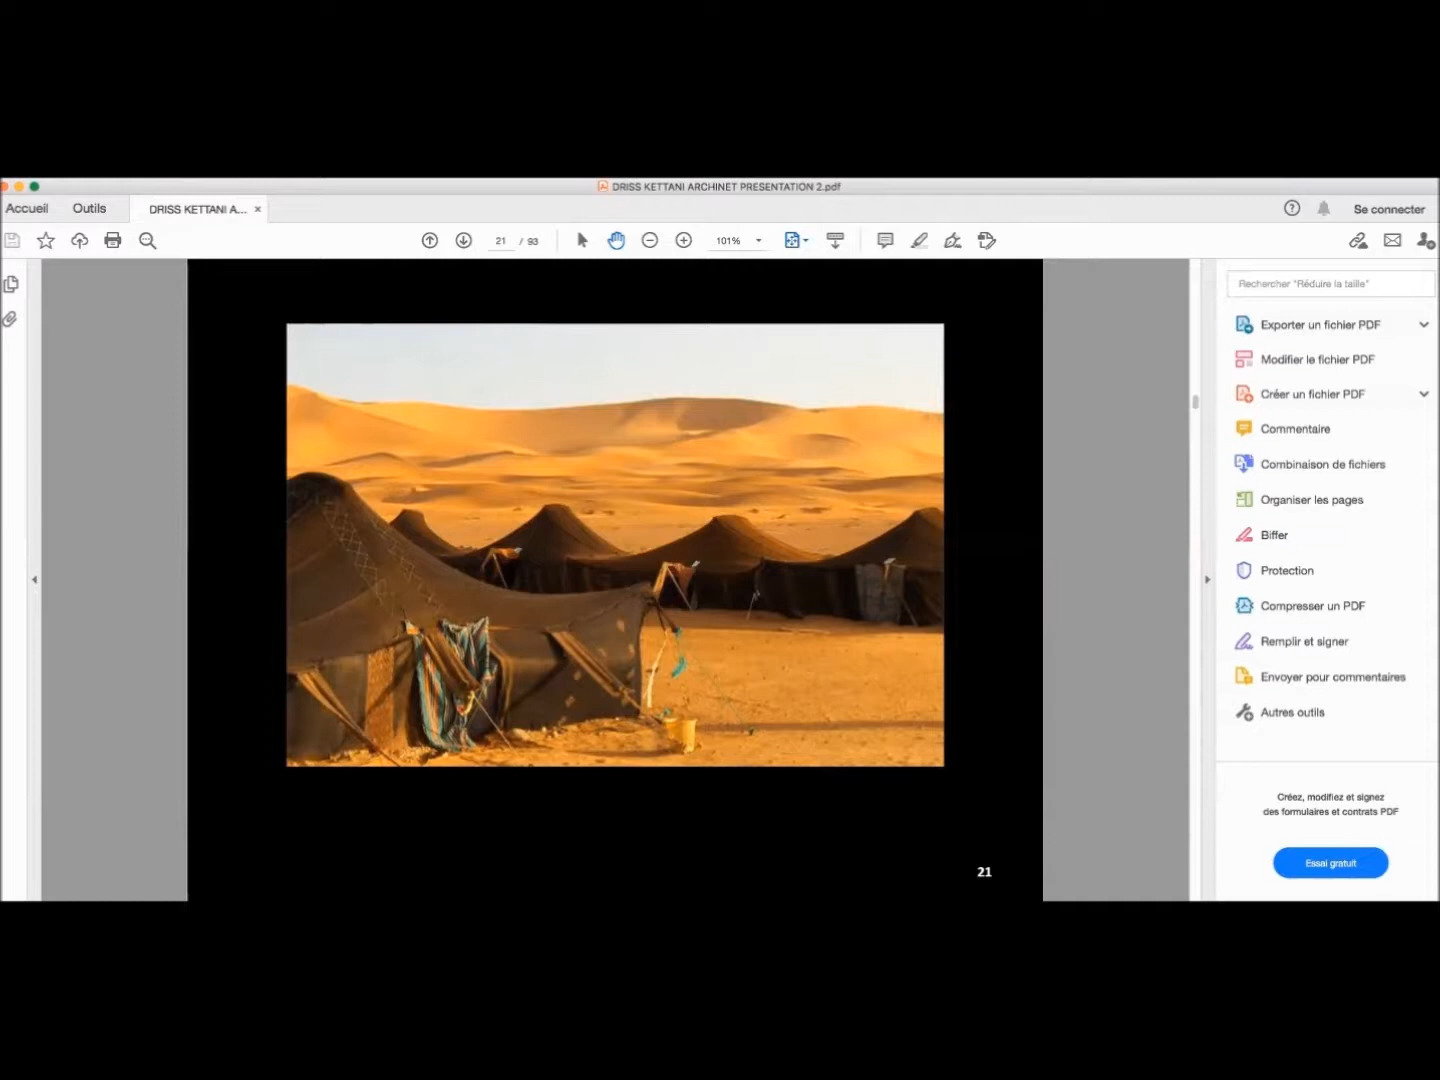 DRISS KETTANI ARCHINET PRESENTATION 2.pdf
Accueil
Outils
DRISS KETTANI A... ×
Se connecter
21 / 93
101%
Rechercher "Réduire la taille"
Exporter un fichier PDF
Modifier le fichier PDF
Créer un fichier PDF
Commentaire
Combinaison de fichiers
Organiser les pages
Biffer
Protection
Compresser un PDF
Remplir et signer
Envoyer pour commentaires
Autres outils
Créez, modifiez et signez
des formulaires et contrats PDF
Essai gratuit
21